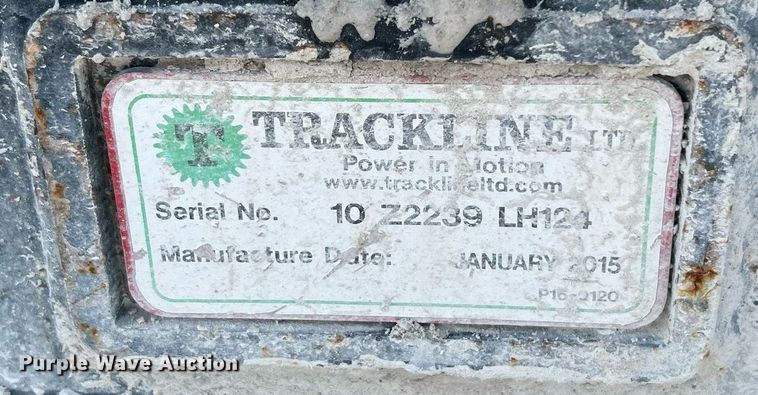 T TRACKLINE LTD.
Power in Motion
www.tracklineltd.com
Serial No. 10 Z2239 LH124
Manufacture Date: JANUARY 2015
P16-0120
Purple Wave Auction